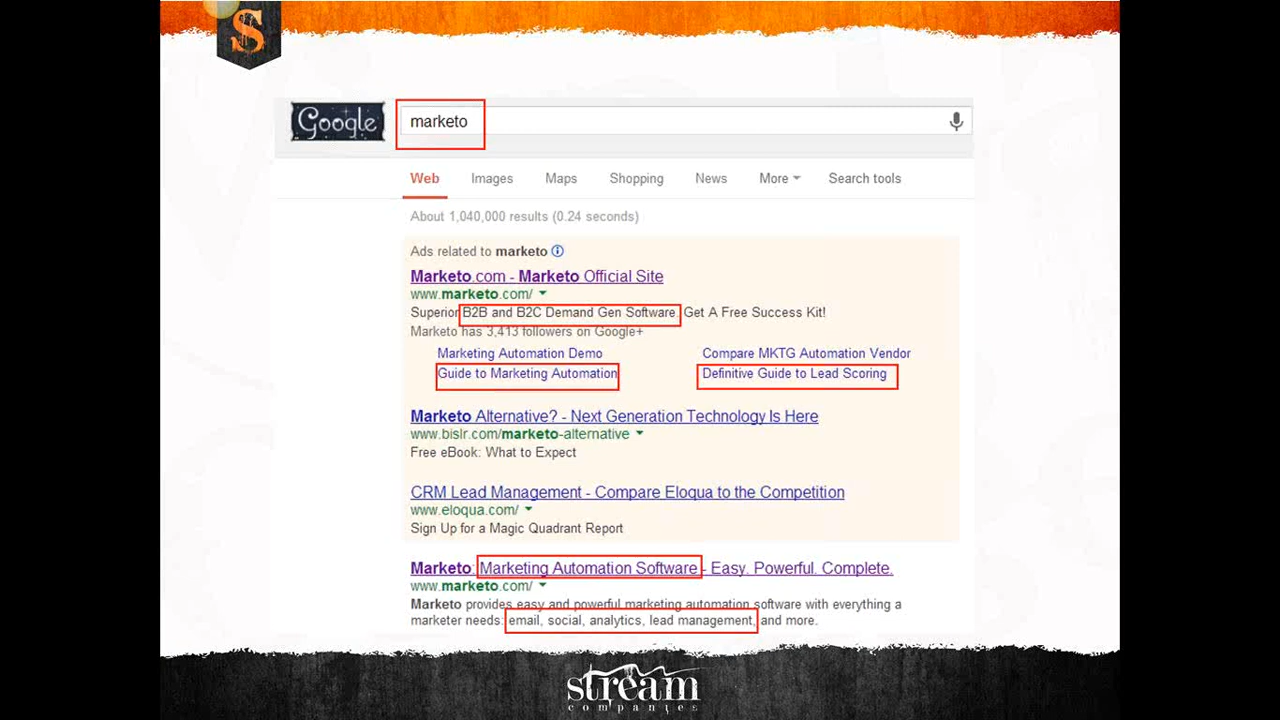 S
Google
marketo
Web Images Maps Shopping News More Search tools
About 1,040,000 results (0.24 seconds)
Ads related to marketo
Marketo.com - Marketo Official Site
www.marketo.com/
Superior B2B and B2C Demand Gen Software. Get A Free Success Kit!
Marketo has 3,413 followers on Google+
Marketing Automation Demo Compare MKTG Automation Vendor
Guide to Marketing Automation Definitive Guide to Lead Scoring
Marketo Alternative? - Next Generation Technology Is Here
www.bislr.com/marketo-alternative
Free eBook: What to Expect
CRM Lead Management - Compare Eloqua to the Competition
www.eloqua.com/
Sign Up for a Magic Quadrant Report
Marketo: Marketing Automation Software - Easy. Powerful. Complete.
www.marketo.com/
Marketo provides easy and powerful marketing automation software with everything a
marketer needs: email, social, analytics, lead management, and more.
stream
companies